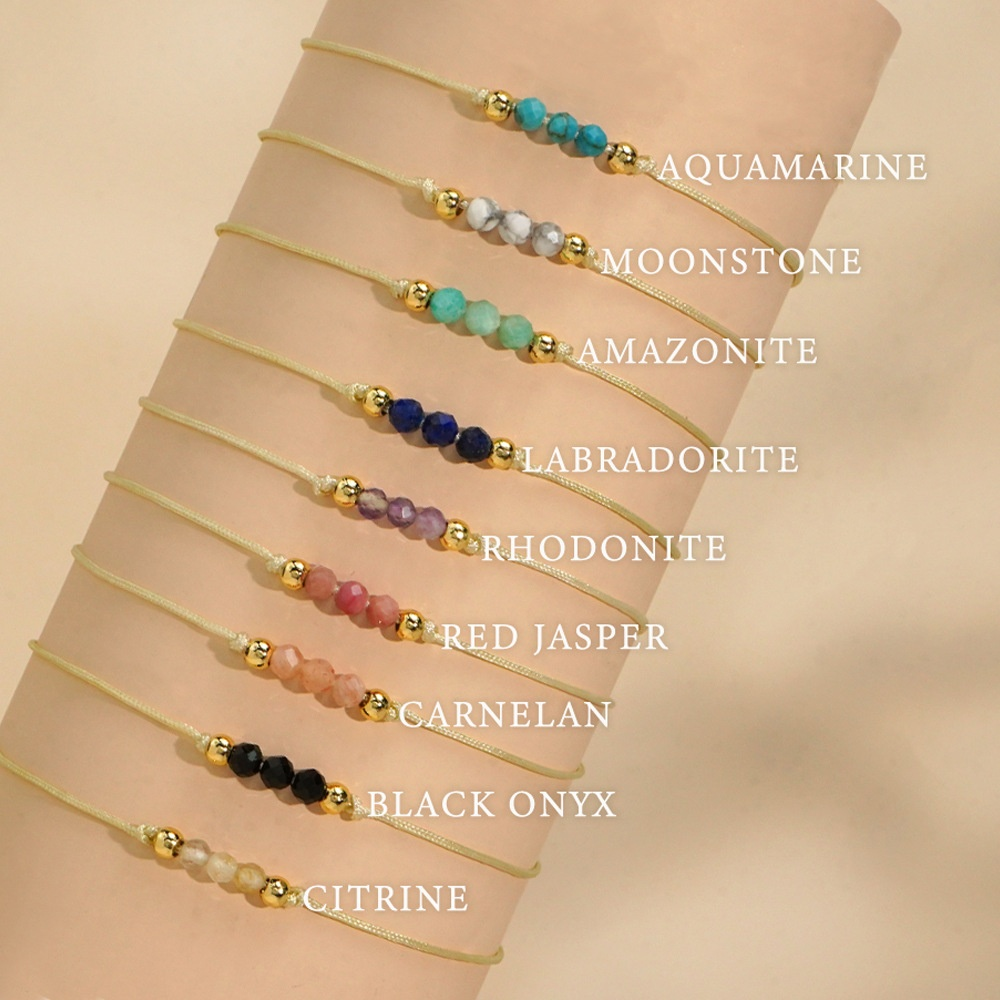 AQUAMARINE
MOONSTONE
AMAZONITE
LABRADORITE
RHODONITE
RED JASPER
CARNELAN
BLACK ONYX
CITRINE